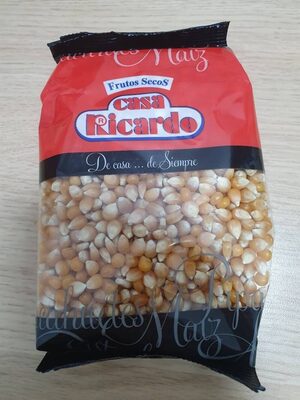 Maíz
Frutos SecoS
casa
Ricardo
De casa ... de Siempre
Maíz